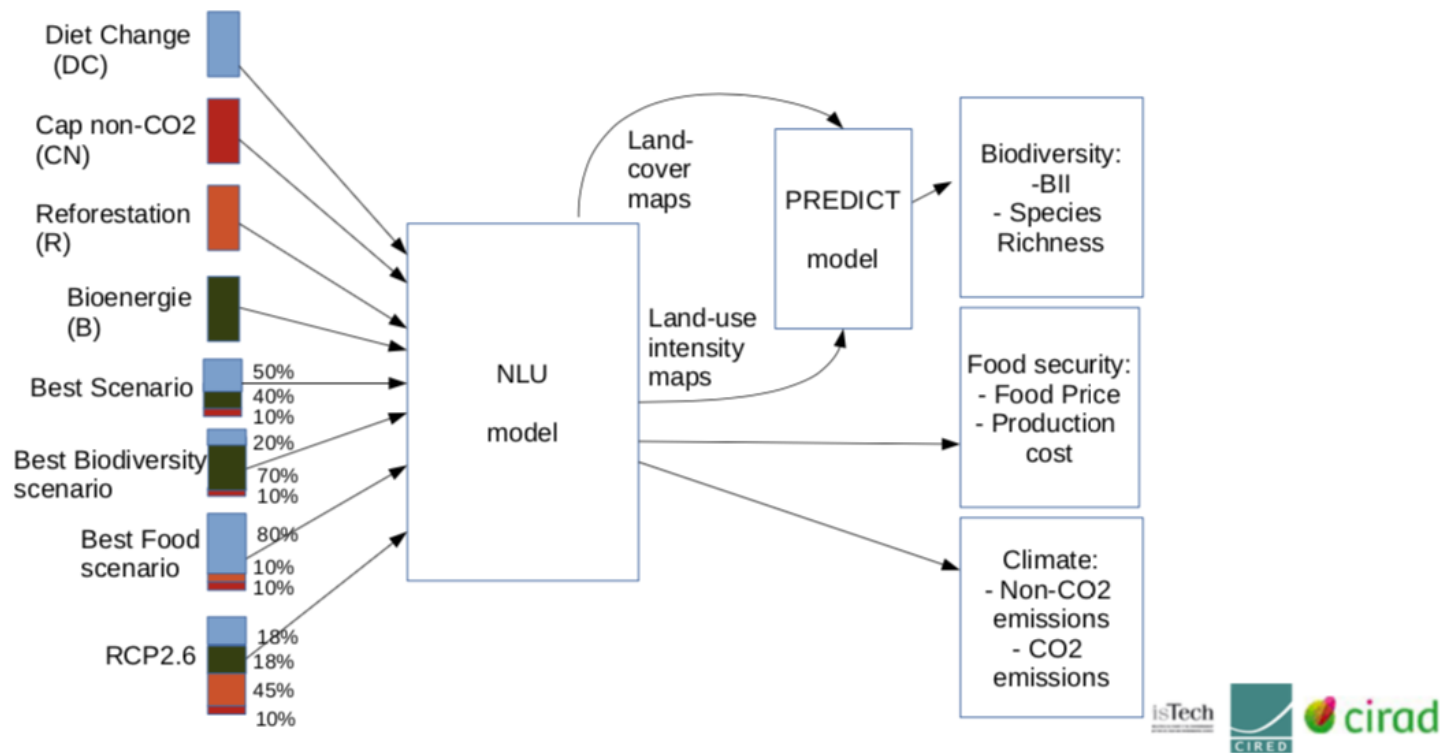 Diet Change
(DC)
Cap non-CO2
(CN)
Reforestation
(R)
Bioenergie
(B)
Best Scenario
50%
40%
10%
Best Biodiversity
scenario
20%
70%
10%
Best Food
scenario
80%
10%
10%
RCP2.6
18%
18%
45%
10%
NLU
model
Land-
cover
maps
Land-use
intensity
maps
PREDICT
model
Biodiversity:
-BII
- Species
Richness
Food security:
- Food Price
- Production
cost
Climate:
- Non-CO2
emissions
- CO2
emissions
isTech
CIRED
cirad